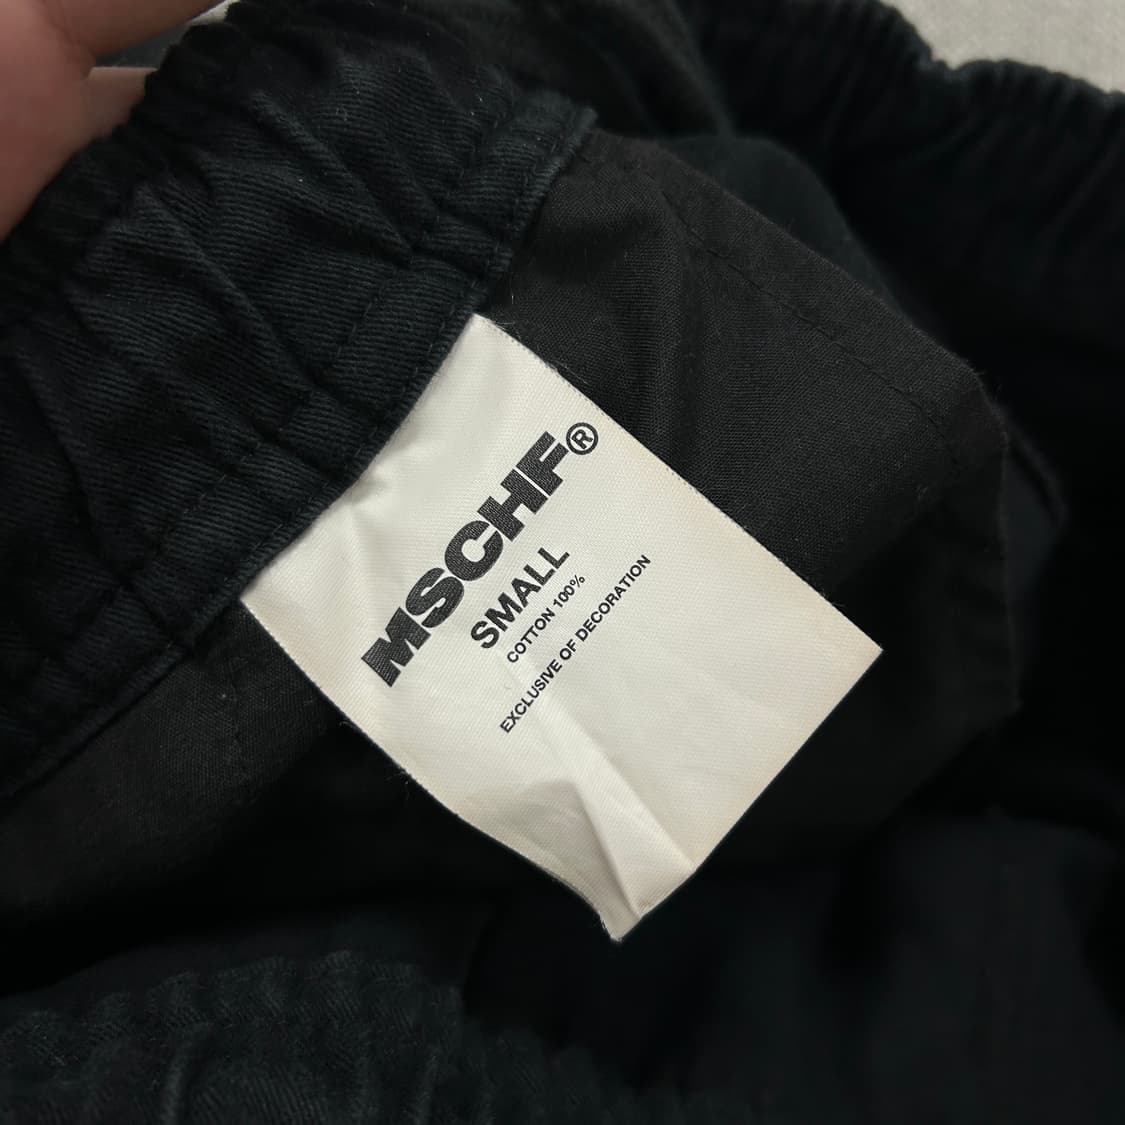 MSCHF®
SMALL
COTTON 100%
EXCLUSIVE OF DECORATION